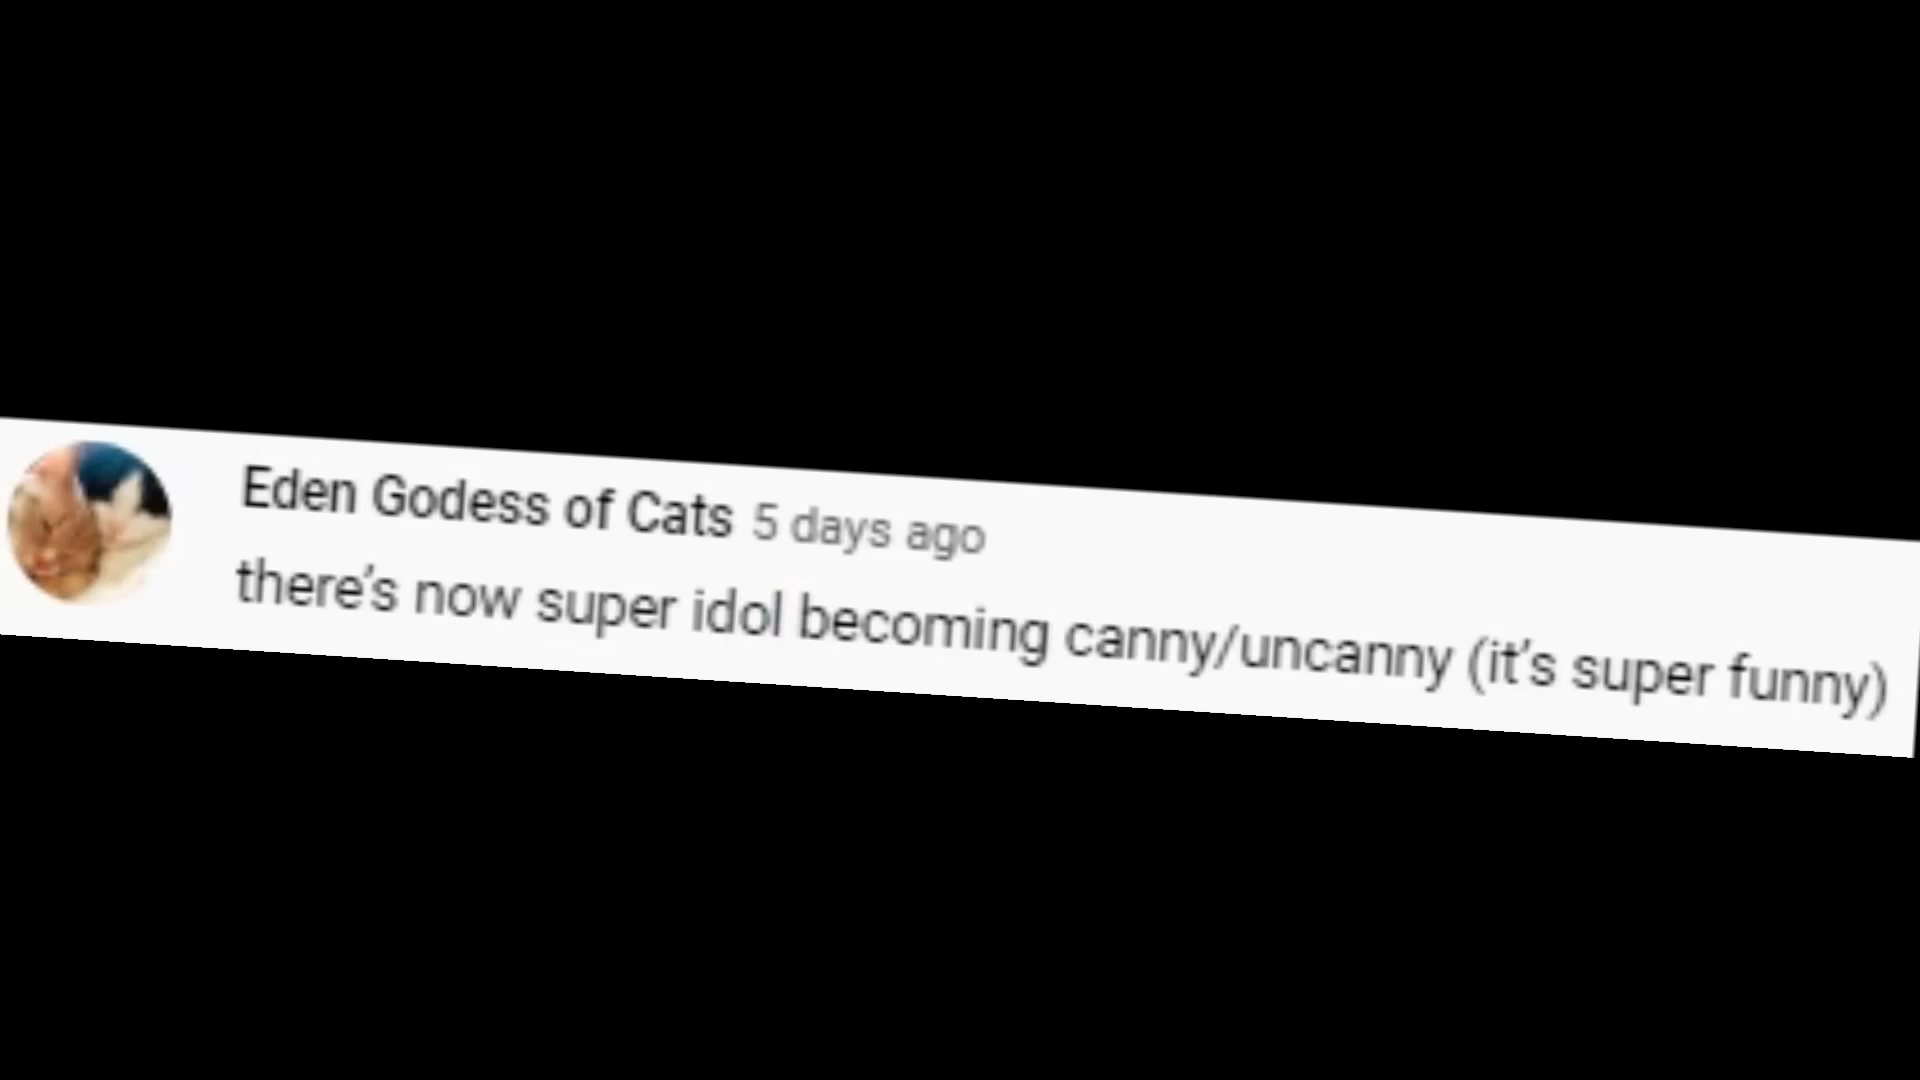 Eden Godess of Cats 5 days ago
there's now super idol becoming canny/uncanny (it's super funny)